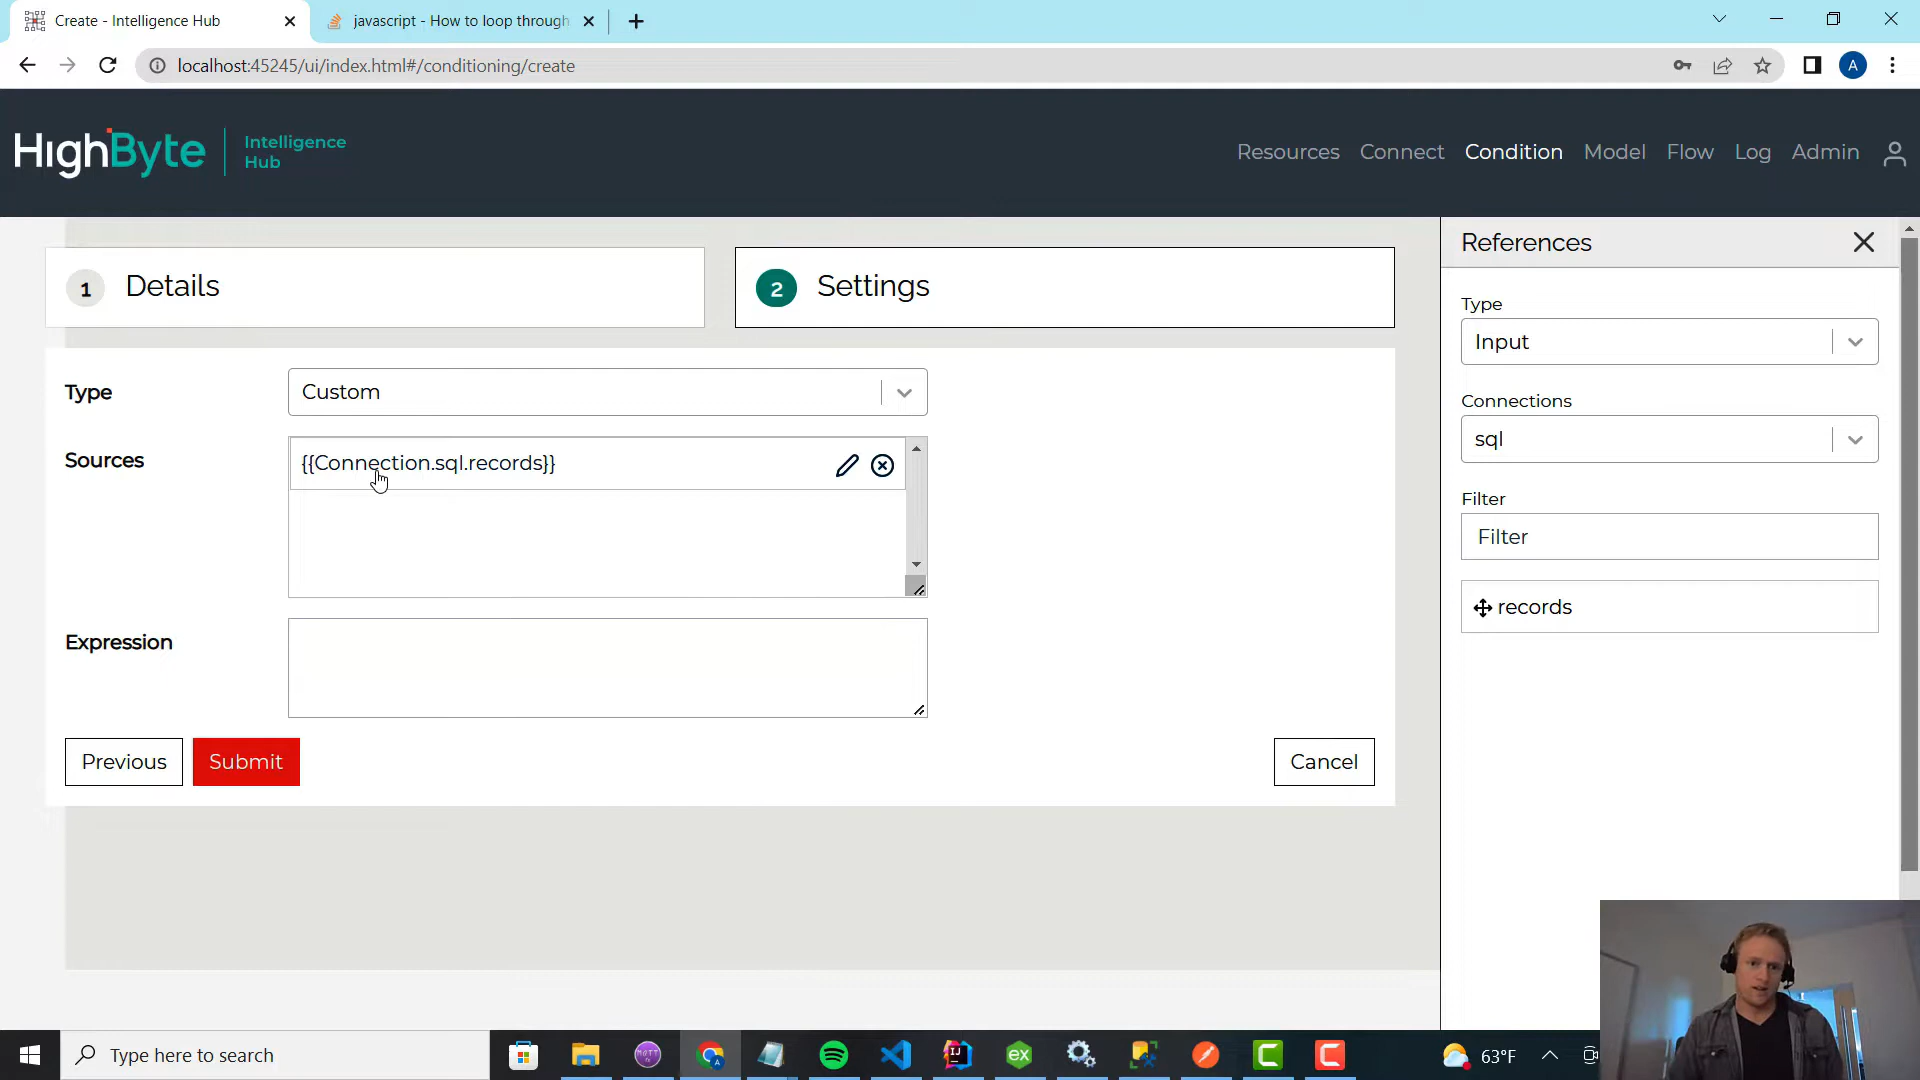 Create - Intelligence Hub
javascript - How to loop through
localhost:45245/ui/index.html#/conditioning/create
A
HighByte
Intelligence
Hub
Resources
Connect
Condition
Model
Flow
Log
Admin
1 Details
2 Settings
Type
Custom
Sources
{{Connection.sql.records}}
Expression
Previous
Submit
Cancel
References
Type
Input
Connections
sql
Filter
Filter
records
Type here to search
63°F